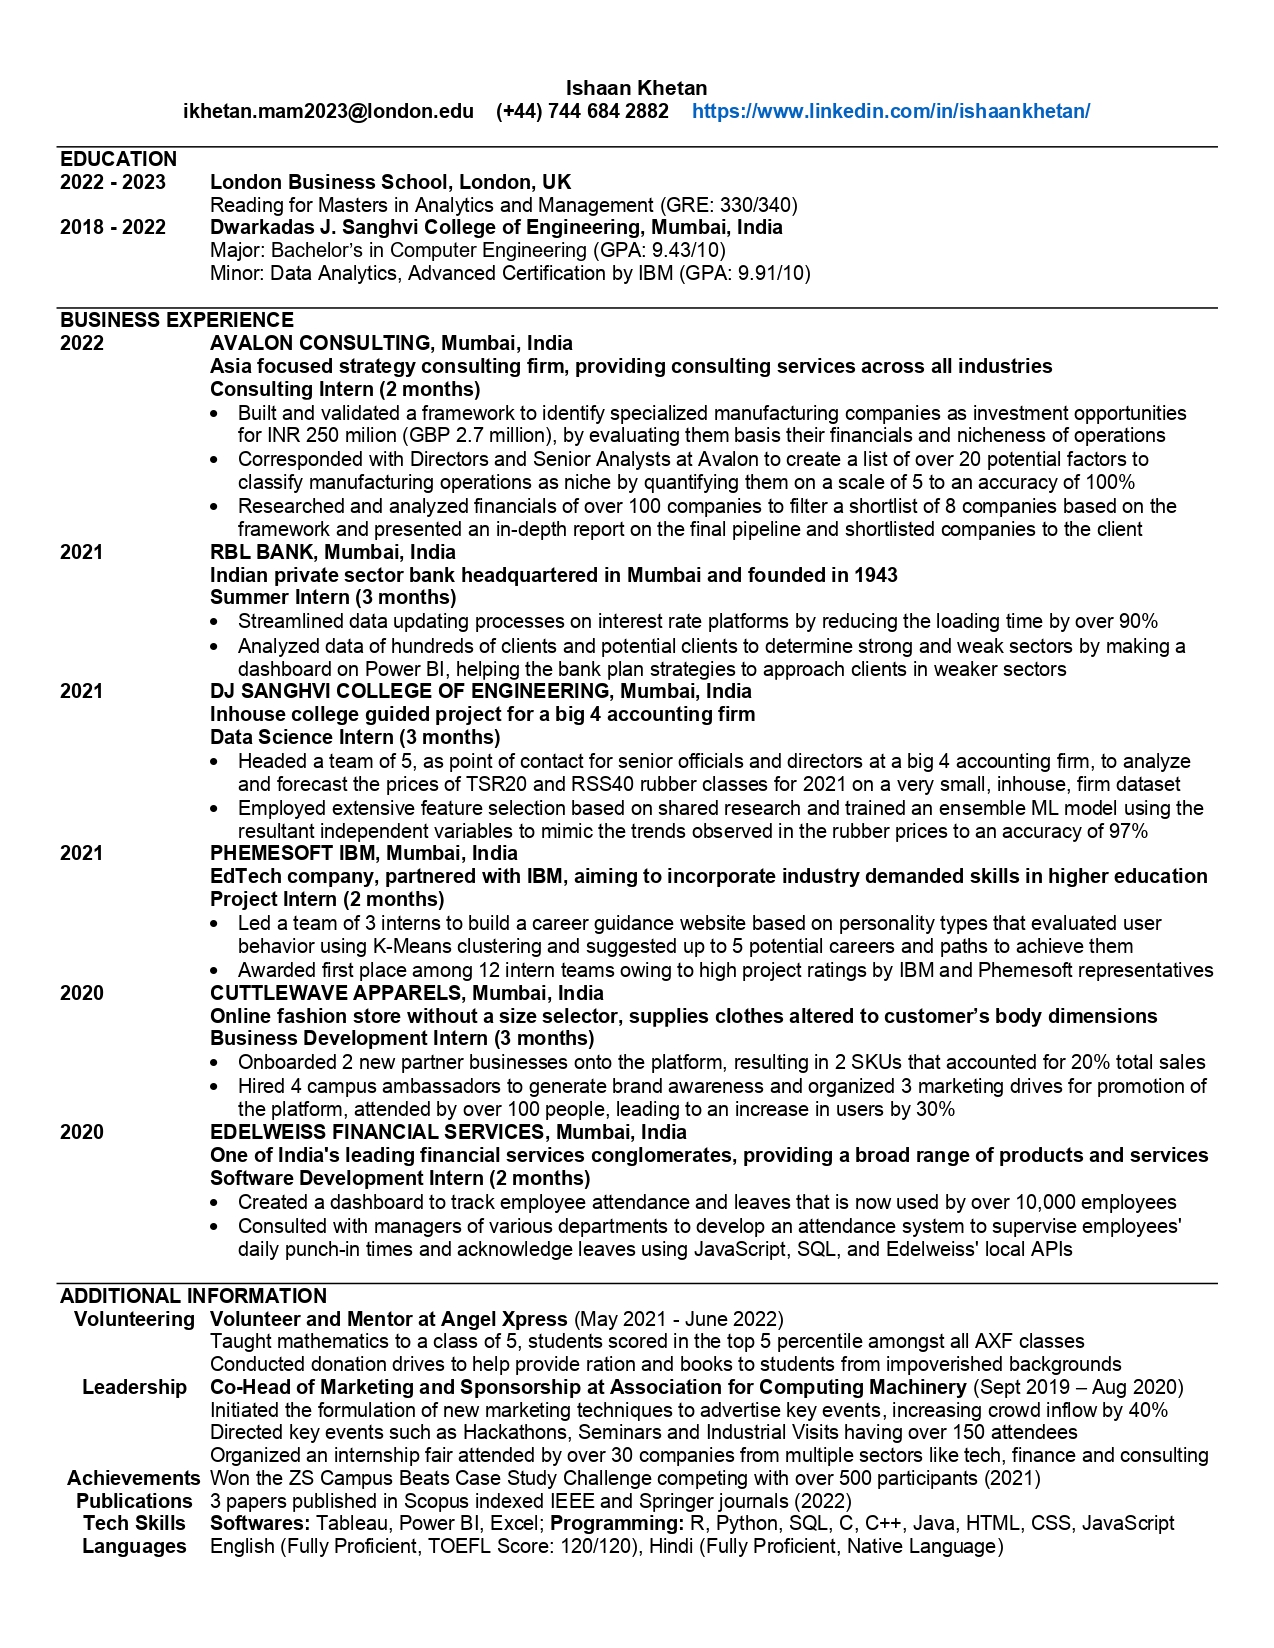 Ishaan Khetan
ikhetan.mam2023@london.edu (+44) 744 684 2882 https://www.linkedin.com/in/ishaankhetan/
EDUCATION
2022 - 2023 London Business School, London, UK
Reading for Masters in Analytics and Management (GRE: 330/340)
2018 - 2022 Dwarkadas J. Sanghvi College of Engineering, Mumbai, India
Major: Bachelor’s in Computer Engineering (GPA: 9.43/10)
Minor: Data Analytics, Advanced Certification by IBM (GPA: 9.91/10)
BUSINESS EXPERIENCE
2022 AVALON CONSULTING, Mumbai, India
Asia focused strategy consulting firm, providing consulting services across all industries
Consulting Intern (2 months)
• Built and validated a framework to identify specialized manufacturing companies as investment opportunities
for INR 250 milion (GBP 2.7 million), by evaluating them basis their financials and nicheness of operations
• Corresponded with Directors and Senior Analysts at Avalon to create a list of over 20 potential factors to
classify manufacturing operations as niche by quantifying them on a scale of 5 to an accuracy of 100%
• Researched and analyzed financials of over 100 companies to filter a shortlist of 8 companies based on the
framework and presented an in-depth report on the final pipeline and shortlisted companies to the client
2021 RBL BANK, Mumbai, India
Indian private sector bank headquartered in Mumbai and founded in 1943
Summer Intern (3 months)
• Streamlined data updating processes on interest rate platforms by reducing the loading time by over 90%
• Analyzed data of hundreds of clients and potential clients to determine strong and weak sectors by making a
dashboard on Power BI, helping the bank plan strategies to approach clients in weaker sectors
2021 DJ SANGHVI COLLEGE OF ENGINEERING, Mumbai, India
Inhouse college guided project for a big 4 accounting firm
Data Science Intern (3 months)
• Headed a team of 5, as point of contact for senior officials and directors at a big 4 accounting firm, to analyze
and forecast the prices of TSR20 and RSS40 rubber classes for 2021 on a very small, inhouse, firm dataset
• Employed extensive feature selection based on shared research and trained an ensemble ML model using the
resultant independent variables to mimic the trends observed in the rubber prices to an accuracy of 97%
2021 PHEMESOFT IBM, Mumbai, India
EdTech company, partnered with IBM, aiming to incorporate industry demanded skills in higher education
Project Intern (2 months)
• Led a team of 3 interns to build a career guidance website based on personality types that evaluated user
behavior using K-Means clustering and suggested up to 5 potential careers and paths to achieve them
• Awarded first place among 12 intern teams owing to high project ratings by IBM and Phemesoft representatives
2020 CUTTLEWAVE APPARELS, Mumbai, India
Online fashion store without a size selector, supplies clothes altered to customer’s body dimensions
Business Development Intern (3 months)
• Onboarded 2 new partner businesses onto the platform, resulting in 2 SKUs that accounted for 20% total sales
• Hired 4 campus ambassadors to generate brand awareness and organized 3 marketing drives for promotion of
the platform, attended by over 100 people, leading to an increase in users by 30%
2020 EDELWEISS FINANCIAL SERVICES, Mumbai, India
One of India's leading financial services conglomerates, providing a broad range of products and services
Software Development Intern (2 months)
• Created a dashboard to track employee attendance and leaves that is now used by over 10,000 employees
• Consulted with managers of various departments to develop an attendance system to supervise employees'
daily punch-in times and acknowledge leaves using JavaScript, SQL, and Edelweiss' local APIs
ADDITIONAL INFORMATION
Volunteering Volunteer and Mentor at Angel Xpress (May 2021 - June 2022)
Taught mathematics to a class of 5, students scored in the top 5 percentile amongst all AXF classes
Conducted donation drives to help provide ration and books to students from impoverished backgrounds
Leadership Co-Head of Marketing and Sponsorship at Association for Computing Machinery (Sept 2019 – Aug 2020)
Initiated the formulation of new marketing techniques to advertise key events, increasing crowd inflow by 40%
Directed key events such as Hackathons, Seminars and Industrial Visits having over 150 attendees
Organized an internship fair attended by over 30 companies from multiple sectors like tech, finance and consulting
Achievements Won the ZS Campus Beats Case Study Challenge competing with over 500 participants (2021)
Publications 3 papers published in Scopus indexed IEEE and Springer journals (2022)
Tech Skills Softwares: Tableau, Power BI, Excel; Programming: R, Python, SQL, C, C++, Java, HTML, CSS, JavaScript
Languages English (Fully Proficient, TOEFL Score: 120/120), Hindi (Fully Proficient, Native Language)